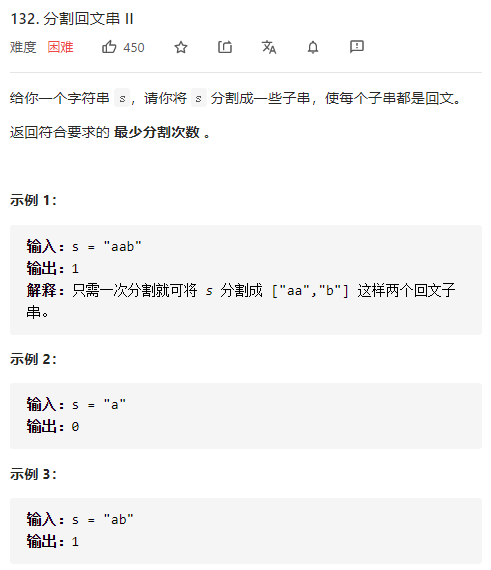 132. 分割回文串 II
难度 困难 450
给你一个字符串 s，请你将 s 分割成一些子串，使每个子串都是回文。
返回符合要求的 最少分割次数 。
示例 1：
输入：s = "aab"
输出：1
解释：只需一次分割就可将 s 分割成 ["aa","b"] 这样两个回文子
串。
示例 2：
输入：s = "a"
输出：0
示例 3：
输入：s = "ab"
输出：1